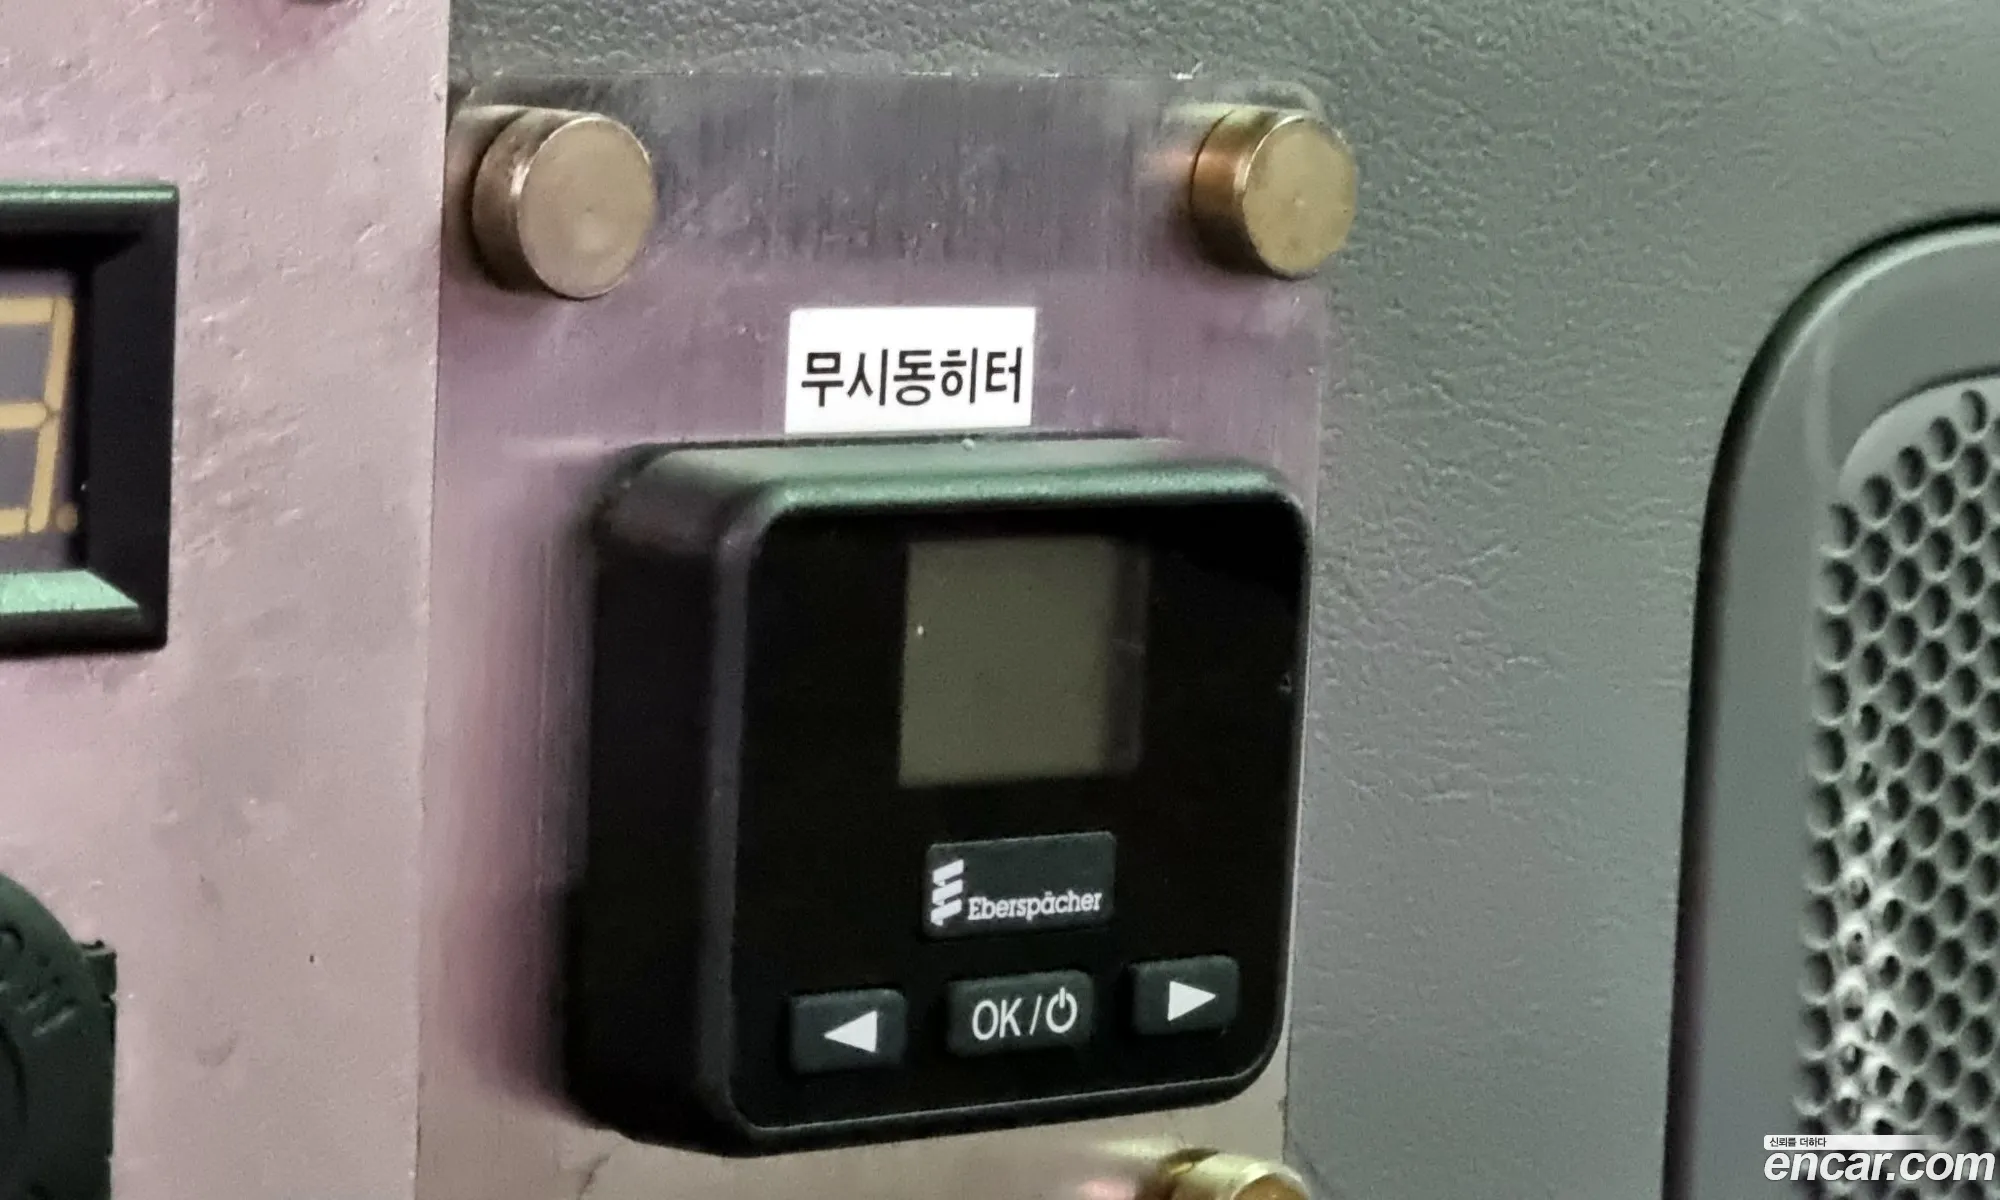 무시동히터
Eberspächer
OK/⏻
신뢰를 더하다
encar.com